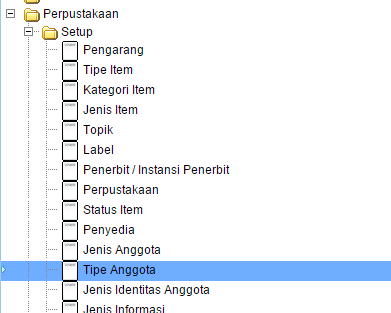 Perpustakaan
Setup
Pengarang
Tipe Item
Kategori Item
Jenis Item
Topik
Label
Penerbit / Instansi Penerbit
Perpustakaan
Status Item
Penyedia
Jenis Anggota
Tipe Anggota
Jenis Identitas Anggota
Jenis Informasi